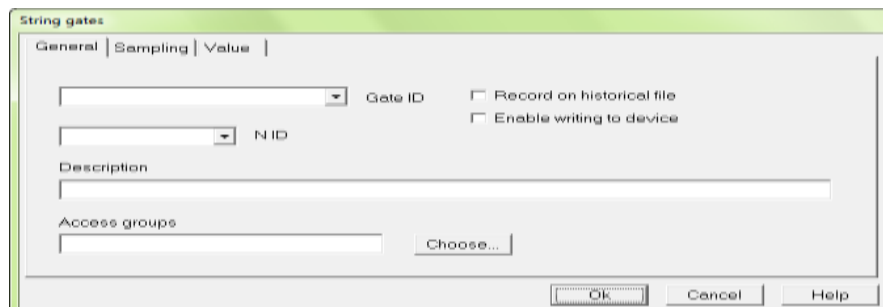 String gates
General Sampling Value
Gate ID Record on historical file
Enable writing to device
N ID
Description
Access groups
Choose...
Ok Cancel Help